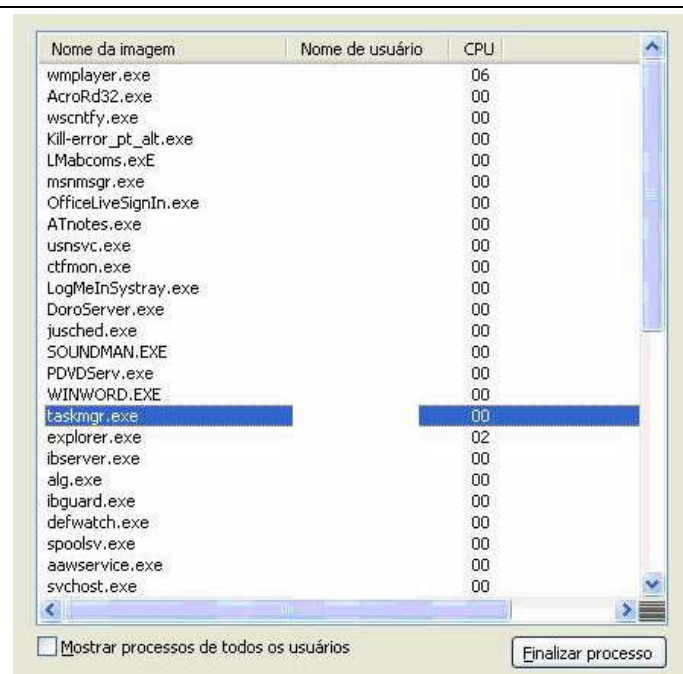 Nome da imagem Nome de usuário CPU
wmplayer.exe 06
AcroRd32.exe 00
wscntfy.exe 00
Kill-error_pt_alt.exe 00
LMabcoms.exE 00
msnmsgr.exe 00
OfficeLiveSignIn.exe 00
ATnotes.exe 00
usnsvc.exe 00
ctfmon.exe 00
LogMeInSystray.exe 00
DoroServer.exe 00
jusched.exe 00
SOUNDMAN.EXE 00
PDVDServ.exe 00
WINWORD.EXE 00
taskmgr.exe 00
explorer.exe 02
ibserver.exe 00
alg.exe 00
ibguard.exe 00
defwatch.exe 00
spoolsv.exe 00
aawservice.exe 00
svchost.exe 00
Mostrar processos de todos os usuários Finalizar processo